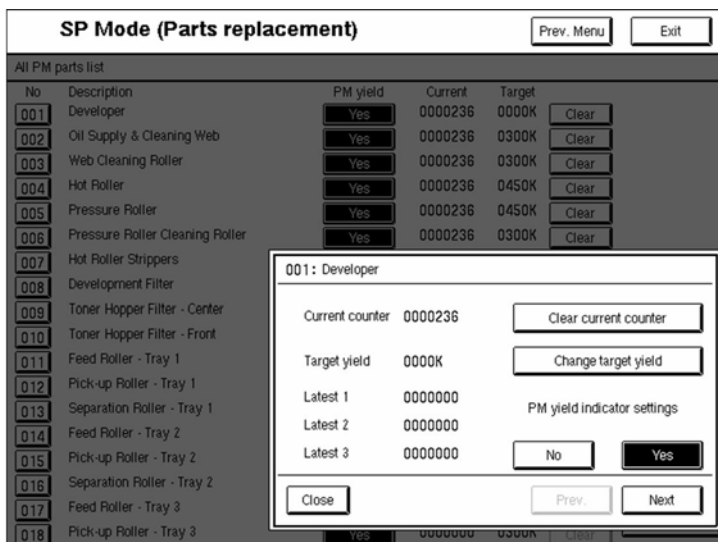 SP Mode (Parts replacement) Prev. Menu Exit
All PM parts list
No Description PM yield Current Target
001 Developer Yes 0000236 0000K Clear
002 Oil Supply & Cleaning Web Yes 0000236 0300K Clear
003 Web Cleaning Roller Yes 0000236 0300K Clear
004 Hot Roller Yes 0000236 0450K Clear
005 Pressure Roller Yes 0000236 0450K Clear
006 Pressure Roller Cleaning Roller Yes 0000236 0300K Clear
007 Hot Roller Strippers
008 Development Filter
009 Toner Hopper Filter - Center
010 Toner Hopper Filter - Front
011 Feed Roller - Tray 1
012 Pick-up Roller - Tray 1
013 Separation Roller - Tray 1
014 Feed Roller - Tray 2
015 Pick-up Roller - Tray 2
016 Separation Roller - Tray 2
017 Feed Roller - Tray 3
018 Pick-up Roller - Tray 3 Yes 0000000 0300K Clear
001: Developer
Current counter 0000236 Clear current counter
Target yield 0000K Change target yield
Latest 1 0000000
PM yield indicator settings
Latest 2 0000000
Latest 3 0000000 No Yes
Close Prev. Next